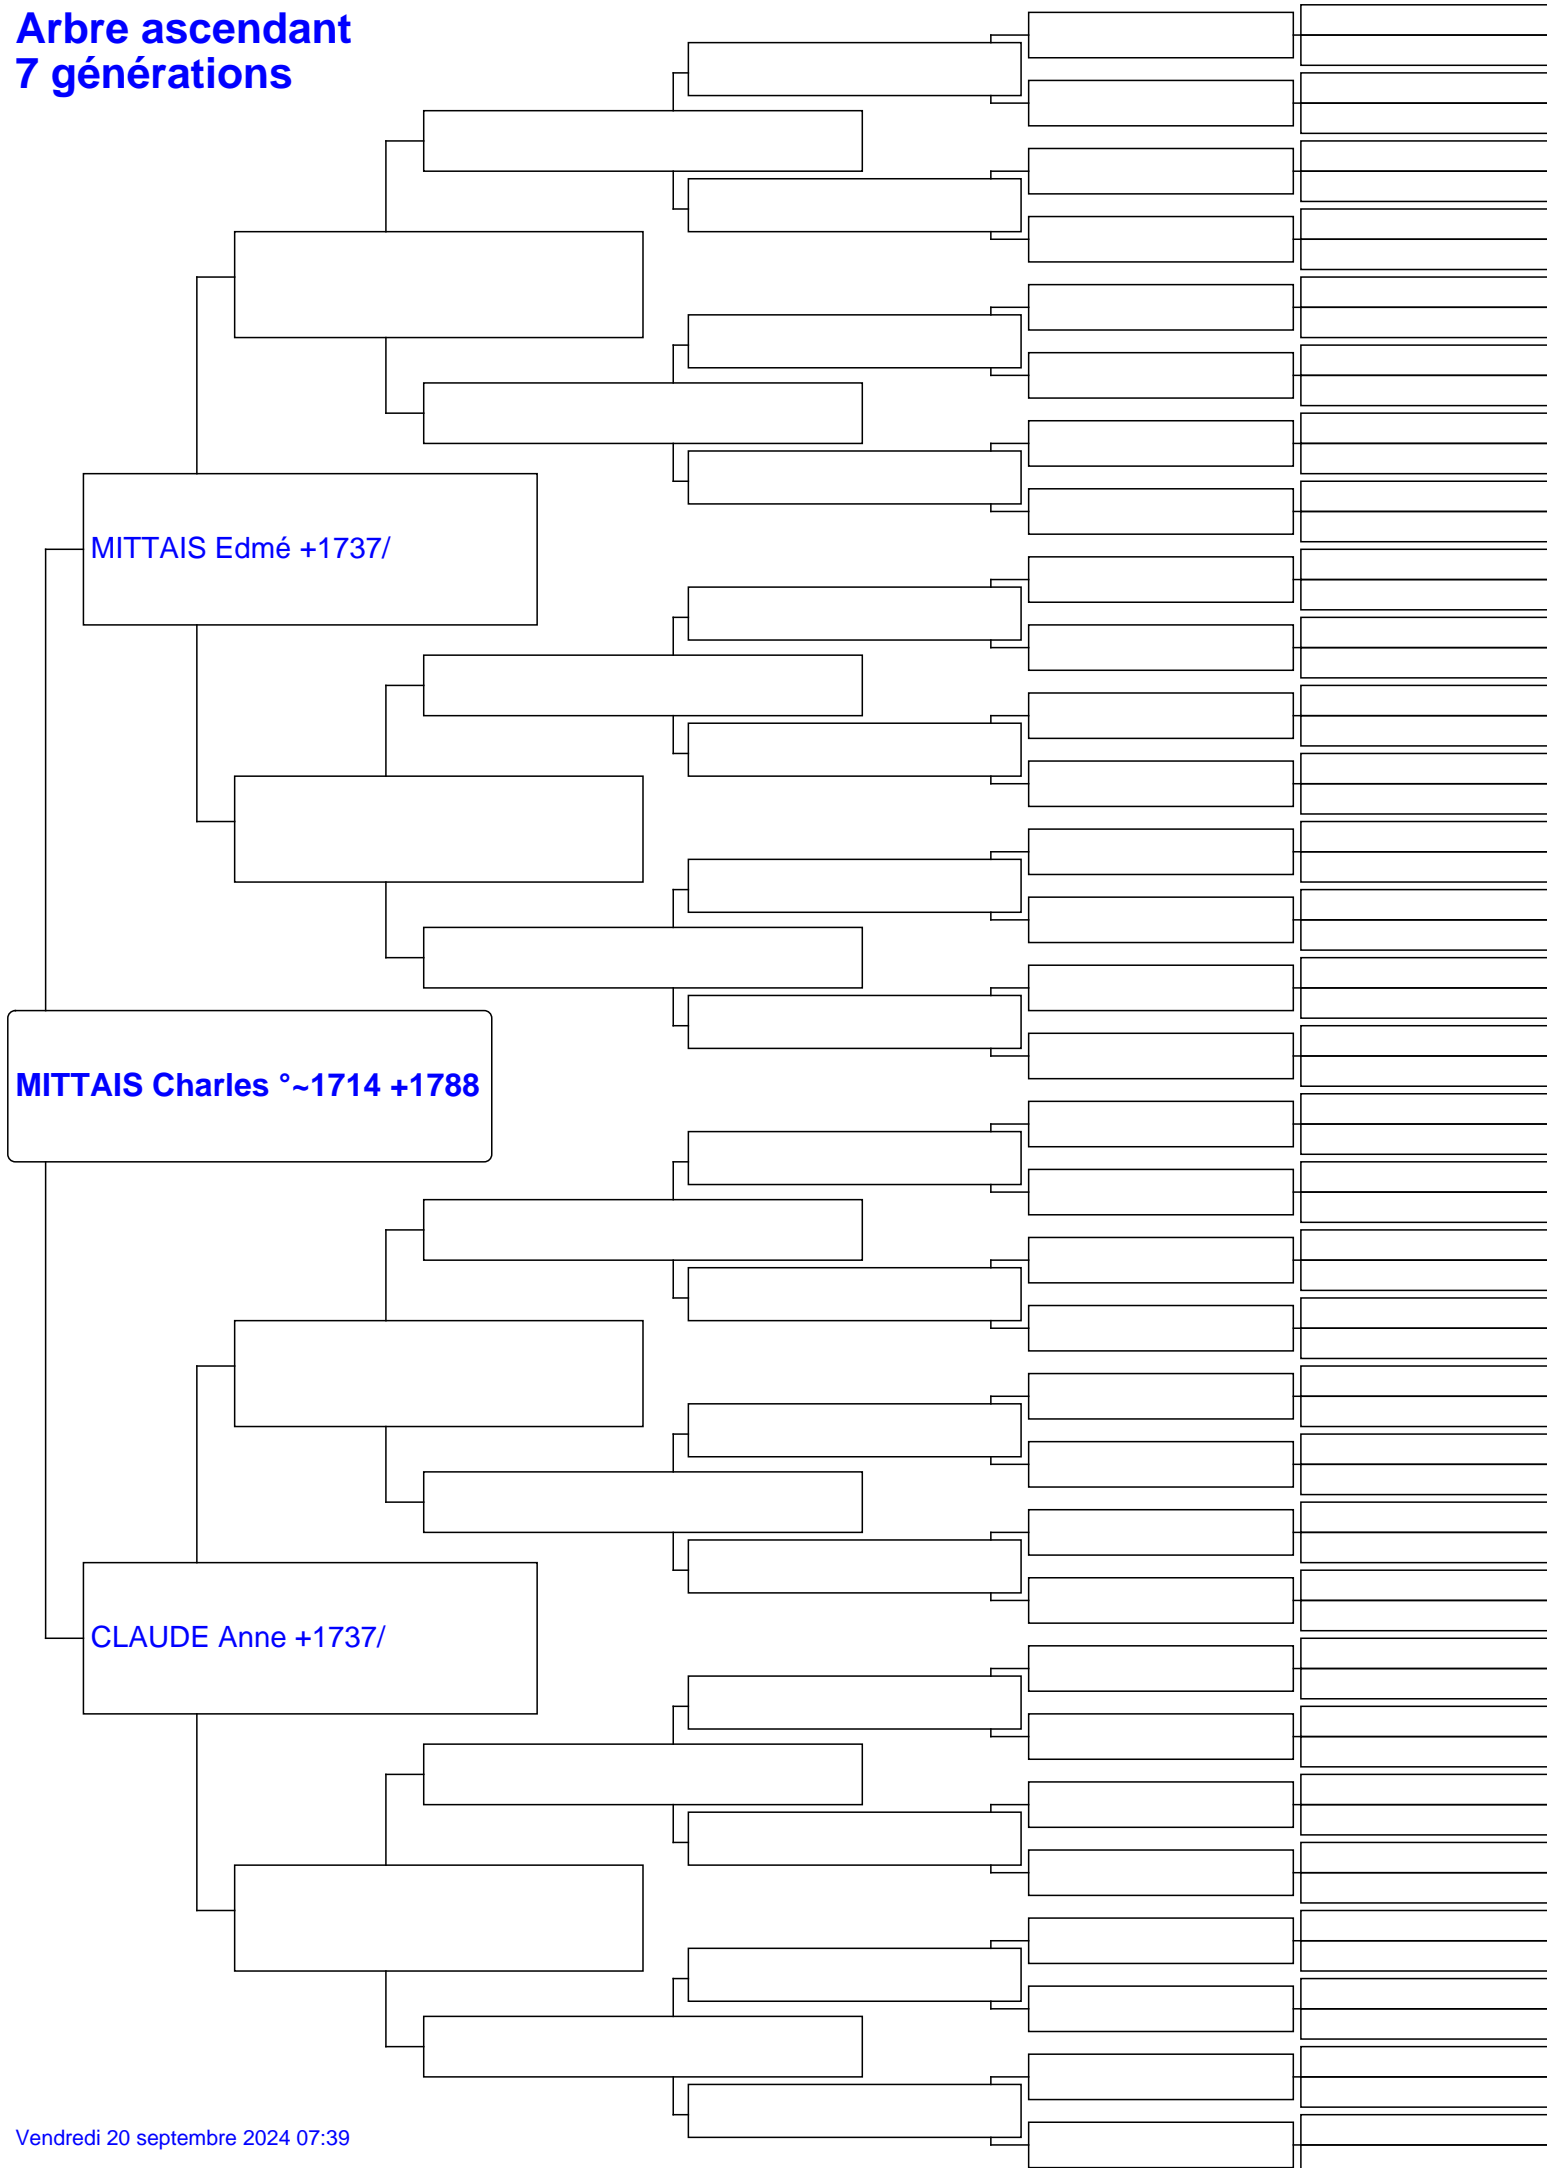 Arbre ascendant
7 générations
MITTAIS Edmé +1737/
MITTAIS Charles °~1714 +1788
CLAUDE Anne +1737/
Vendredi 20 septembre 2024 07:39